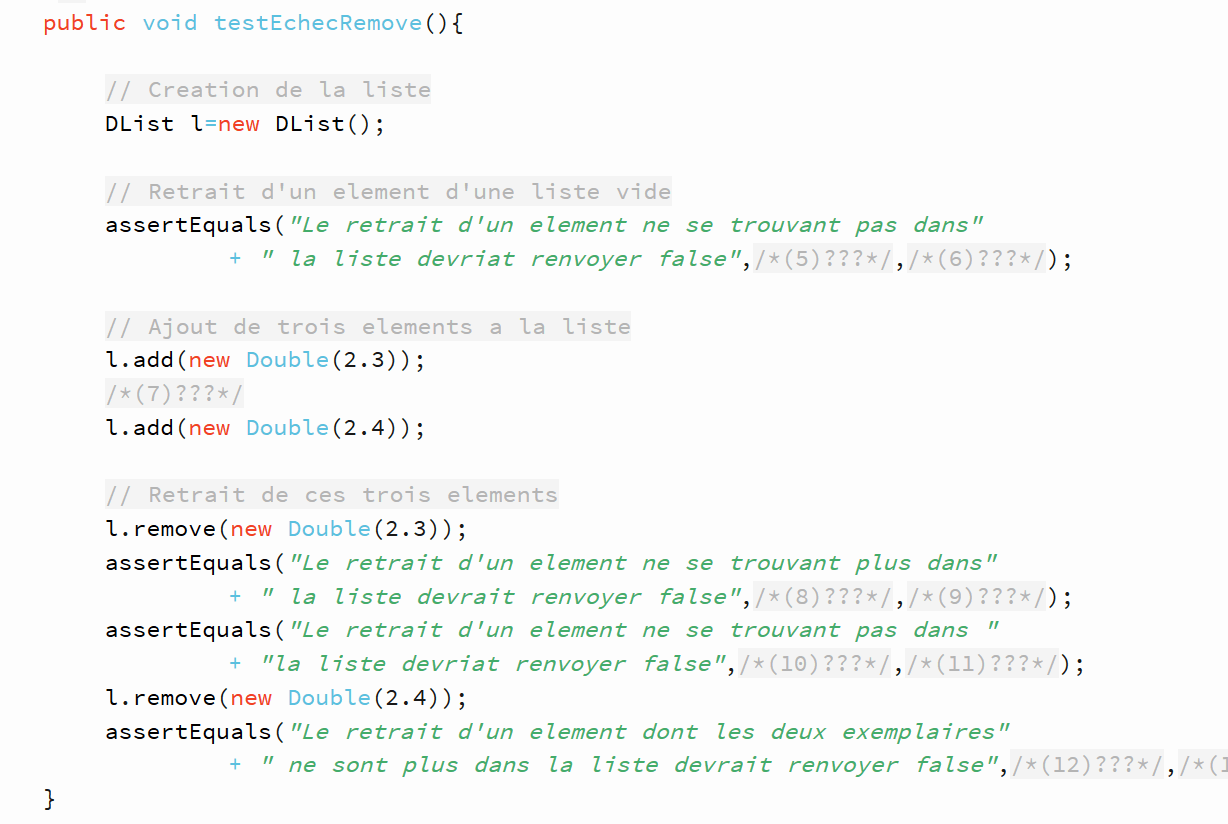 public void testEchecRemove(){
// Creation de la liste
DList l=new DList();
// Retrait d'un element d'une liste vide
assertEquals("Le retrait d'un element ne se trouvant pas dans"
+ " la liste devriat renvoyer false",/*(5)???*/,/*(6)???*/);
// Ajout de trois elements a la liste
l.add(new Double(2.3));
/*(7)???*/
l.add(new Double(2.4));
// Retrait de ces trois elements
l.remove(new Double(2.3));
assertEquals("Le retrait d'un element ne se trouvant plus dans"
+ " la liste devrait renvoyer false",/*(8)???*/,/*(9)???*/);
assertEquals("Le retrait d'un element ne se trouvant pas dans "
+ "la liste devriat renvoyer false",/*(10)???*/,/*(11)???*/);
l.remove(new Double(2.4));
assertEquals("Le retrait d'un element dont les deux exemplaires"
+ " ne sont plus dans la liste devrait renvoyer false",/*(12)???*/,/*(
}